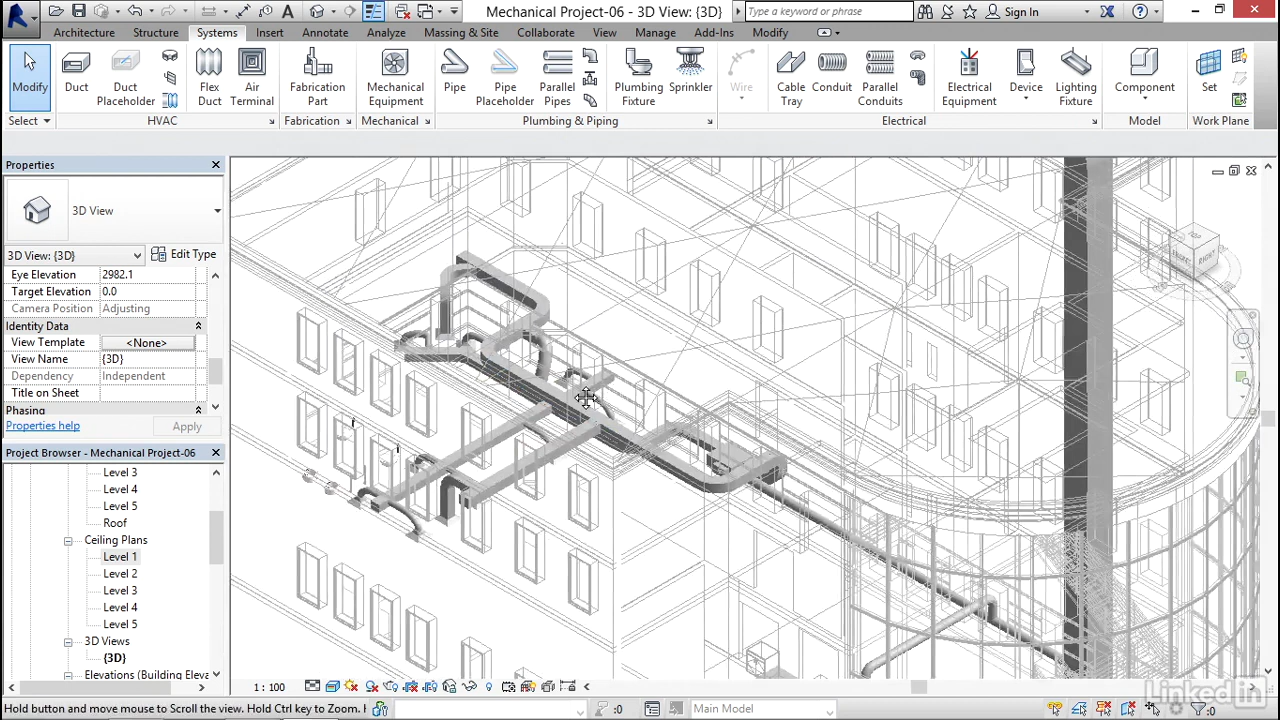 Mechanical Project-06 - 3D View: {3D}
Type a keyword or phrase
Sign In
Architecture Structure Systems Insert Annotate Analyze Massing & Site Collaborate View Manage Add-Ins Modify
Modify
Duct
Duct Placeholder
Flex Duct
Air Terminal
Fabrication Part
Mechanical Equipment
Pipe
Pipe Placeholder
Parallel Pipes
Plumbing Fixture
Sprinkler
Wire
Cable Tray
Conduit
Parallel Conduits
Electrical Equipment
Device
Lighting Fixture
Component
Set
Select HVAC Fabrication Mechanical Plumbing & Piping Electrical Model Work Plane
Properties
3D View
3D View: {3D} Edit Type
Eye Elevation 2982.1
Target Elevation 0.0
Camera Position Adjusting
Identity Data
View Template <None>
View Name {3D}
Dependency Independent
Title on Sheet
Phasing
Properties help Apply
Project Browser - Mechanical Project-06
Level 3
Level 4
Level 5
Roof
Ceiling Plans
Level 1
Level 2
Level 3
Level 4
Level 5
3D Views
{3D}
Elevations (Building Eleva
1 : 100
Hold button and move mouse to Scroll the view. Hold Ctrl key to Zoom.
:0
Main Model
:0
Linked in